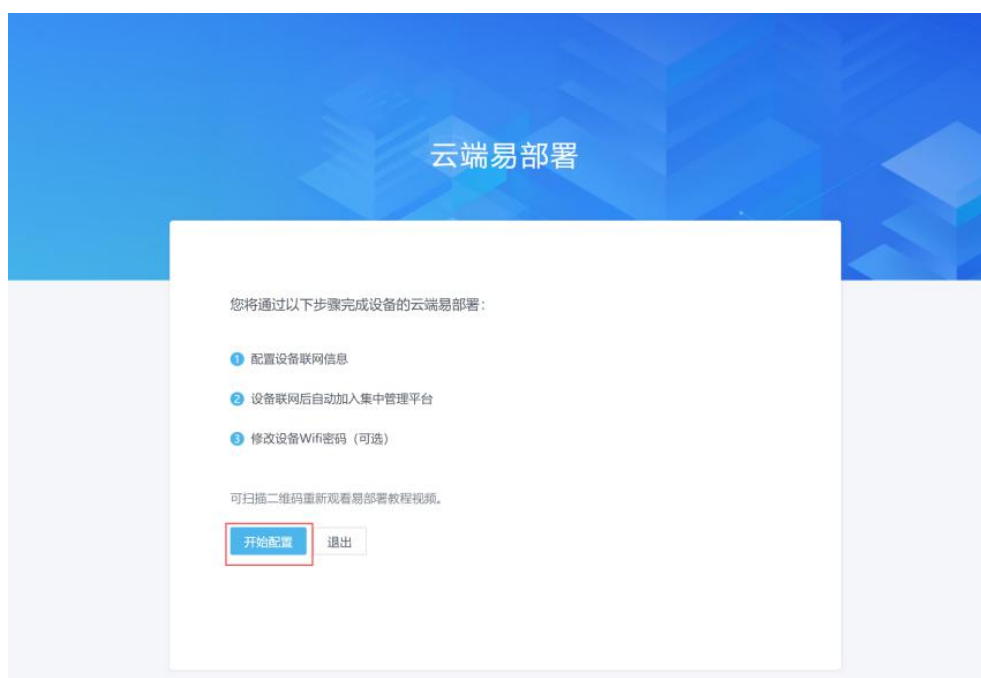 云端易部署
您将通过以下步骤完成设备的云端易部署：
1 配置设备联网信息
2 设备联网后自动加入集中管理平台
3 修改设备Wifi密码（可选）
可扫描二维码重新观看易部署教程视频。
开始配置 退出